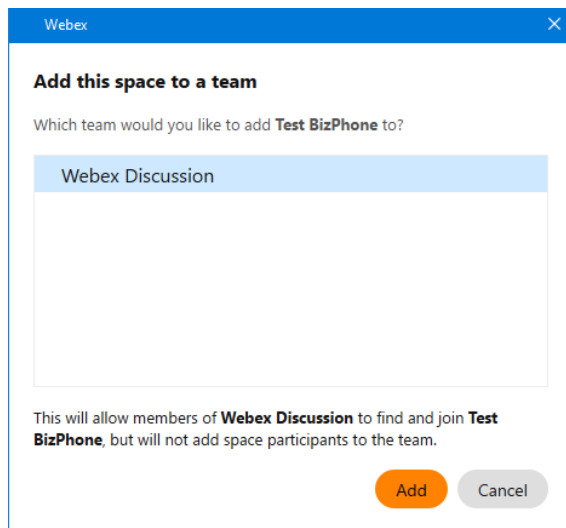 Webex
Add this space to a team
Which team would you like to add Test BizPhone to?
Webex Discussion
This will allow members of Webex Discussion to find and join Test
BizPhone, but will not add space participants to the team.
Add Cancel